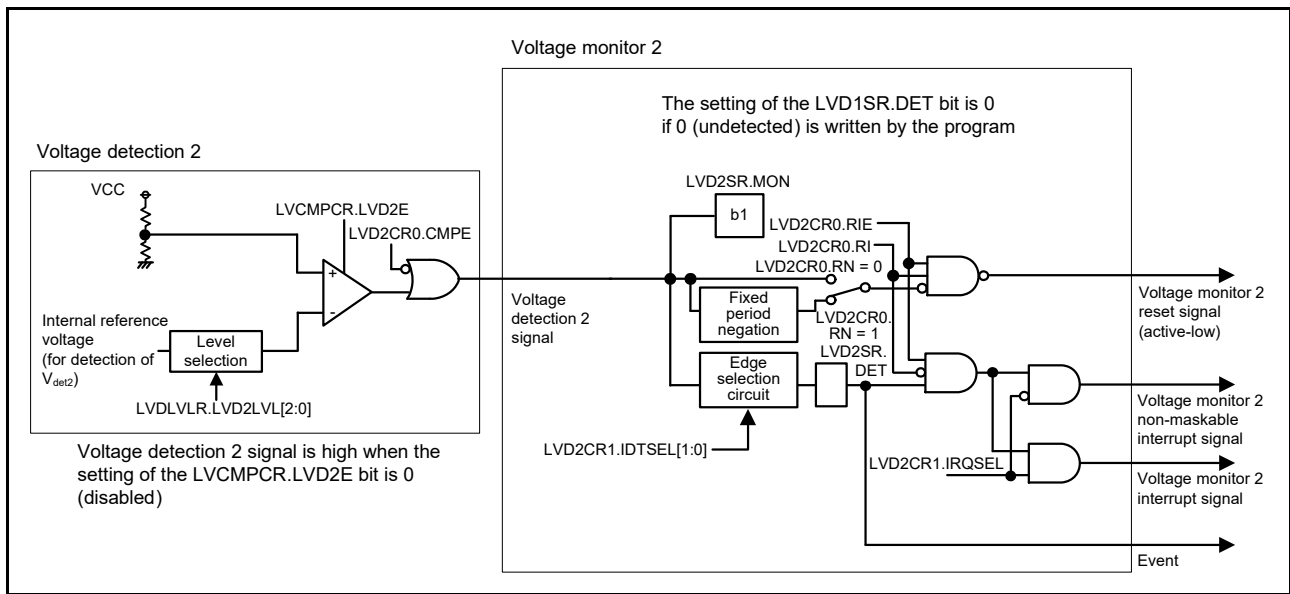 Voltage monitor 2
The setting of the LVD1SR.DET bit is 0
if 0 (undetected) is written by the program
Voltage detection 2
VCC
LVCMPCR.LVD2E
LVD2CR0.CMPE
+
-
Internal reference
voltage
(for detection of
Vdet2)
Level
selection
LVDLVLR.LVD2LVL[2:0]
Voltage detection 2 signal is high when the
setting of the LVCMPCR.LVD2E bit is 0
(disabled)
Voltage
detection 2
signal
LVD2SR.MON
b1
LVD2CR0.RIE
LVD2CR0.RI
LVD2CR0.RN = 0
Fixed
period
negation
LVD2CR0.
RN = 1
LVD2SR.
DET
Edge
selection
circuit
LVD2CR1.IDTSEL[1:0]
LVD2CR1.IRQSEL
Voltage monitor 2
reset signal
(active-low)
Voltage monitor 2
non-maskable
interrupt signal
Voltage monitor 2
interrupt signal
Event